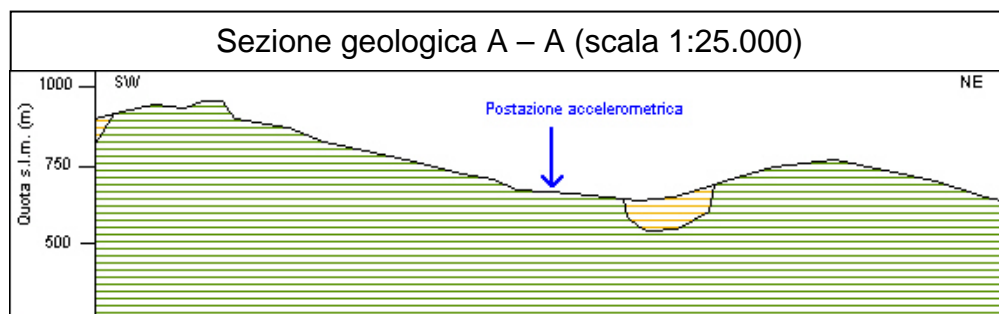 Sezione geologica A – A (scala 1:25.000)
1000
SW
NE
Postazione accelerometrica
750
500
Quota s.l.m. (m)